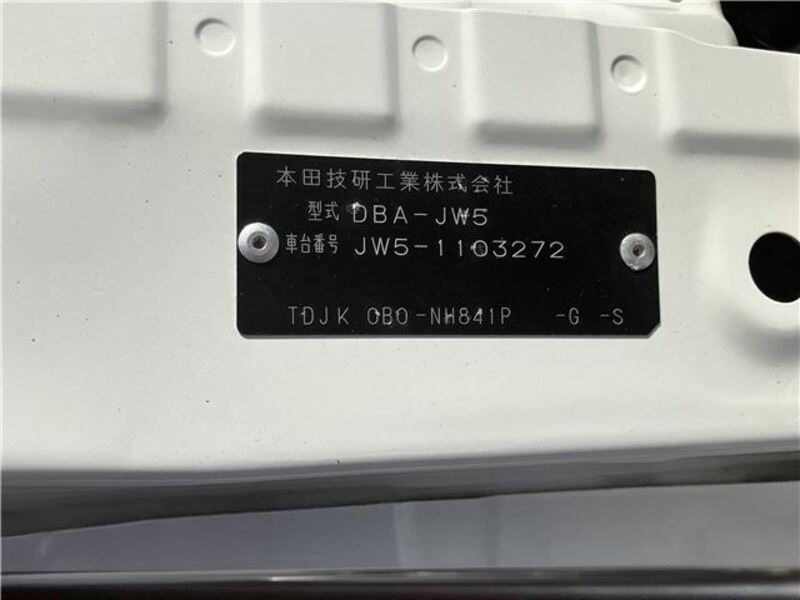 本田技研工業株式会社
型式 DBA-JW5
車台番号 JW5-1103272
TDJK 0B0-NH841P -G -S